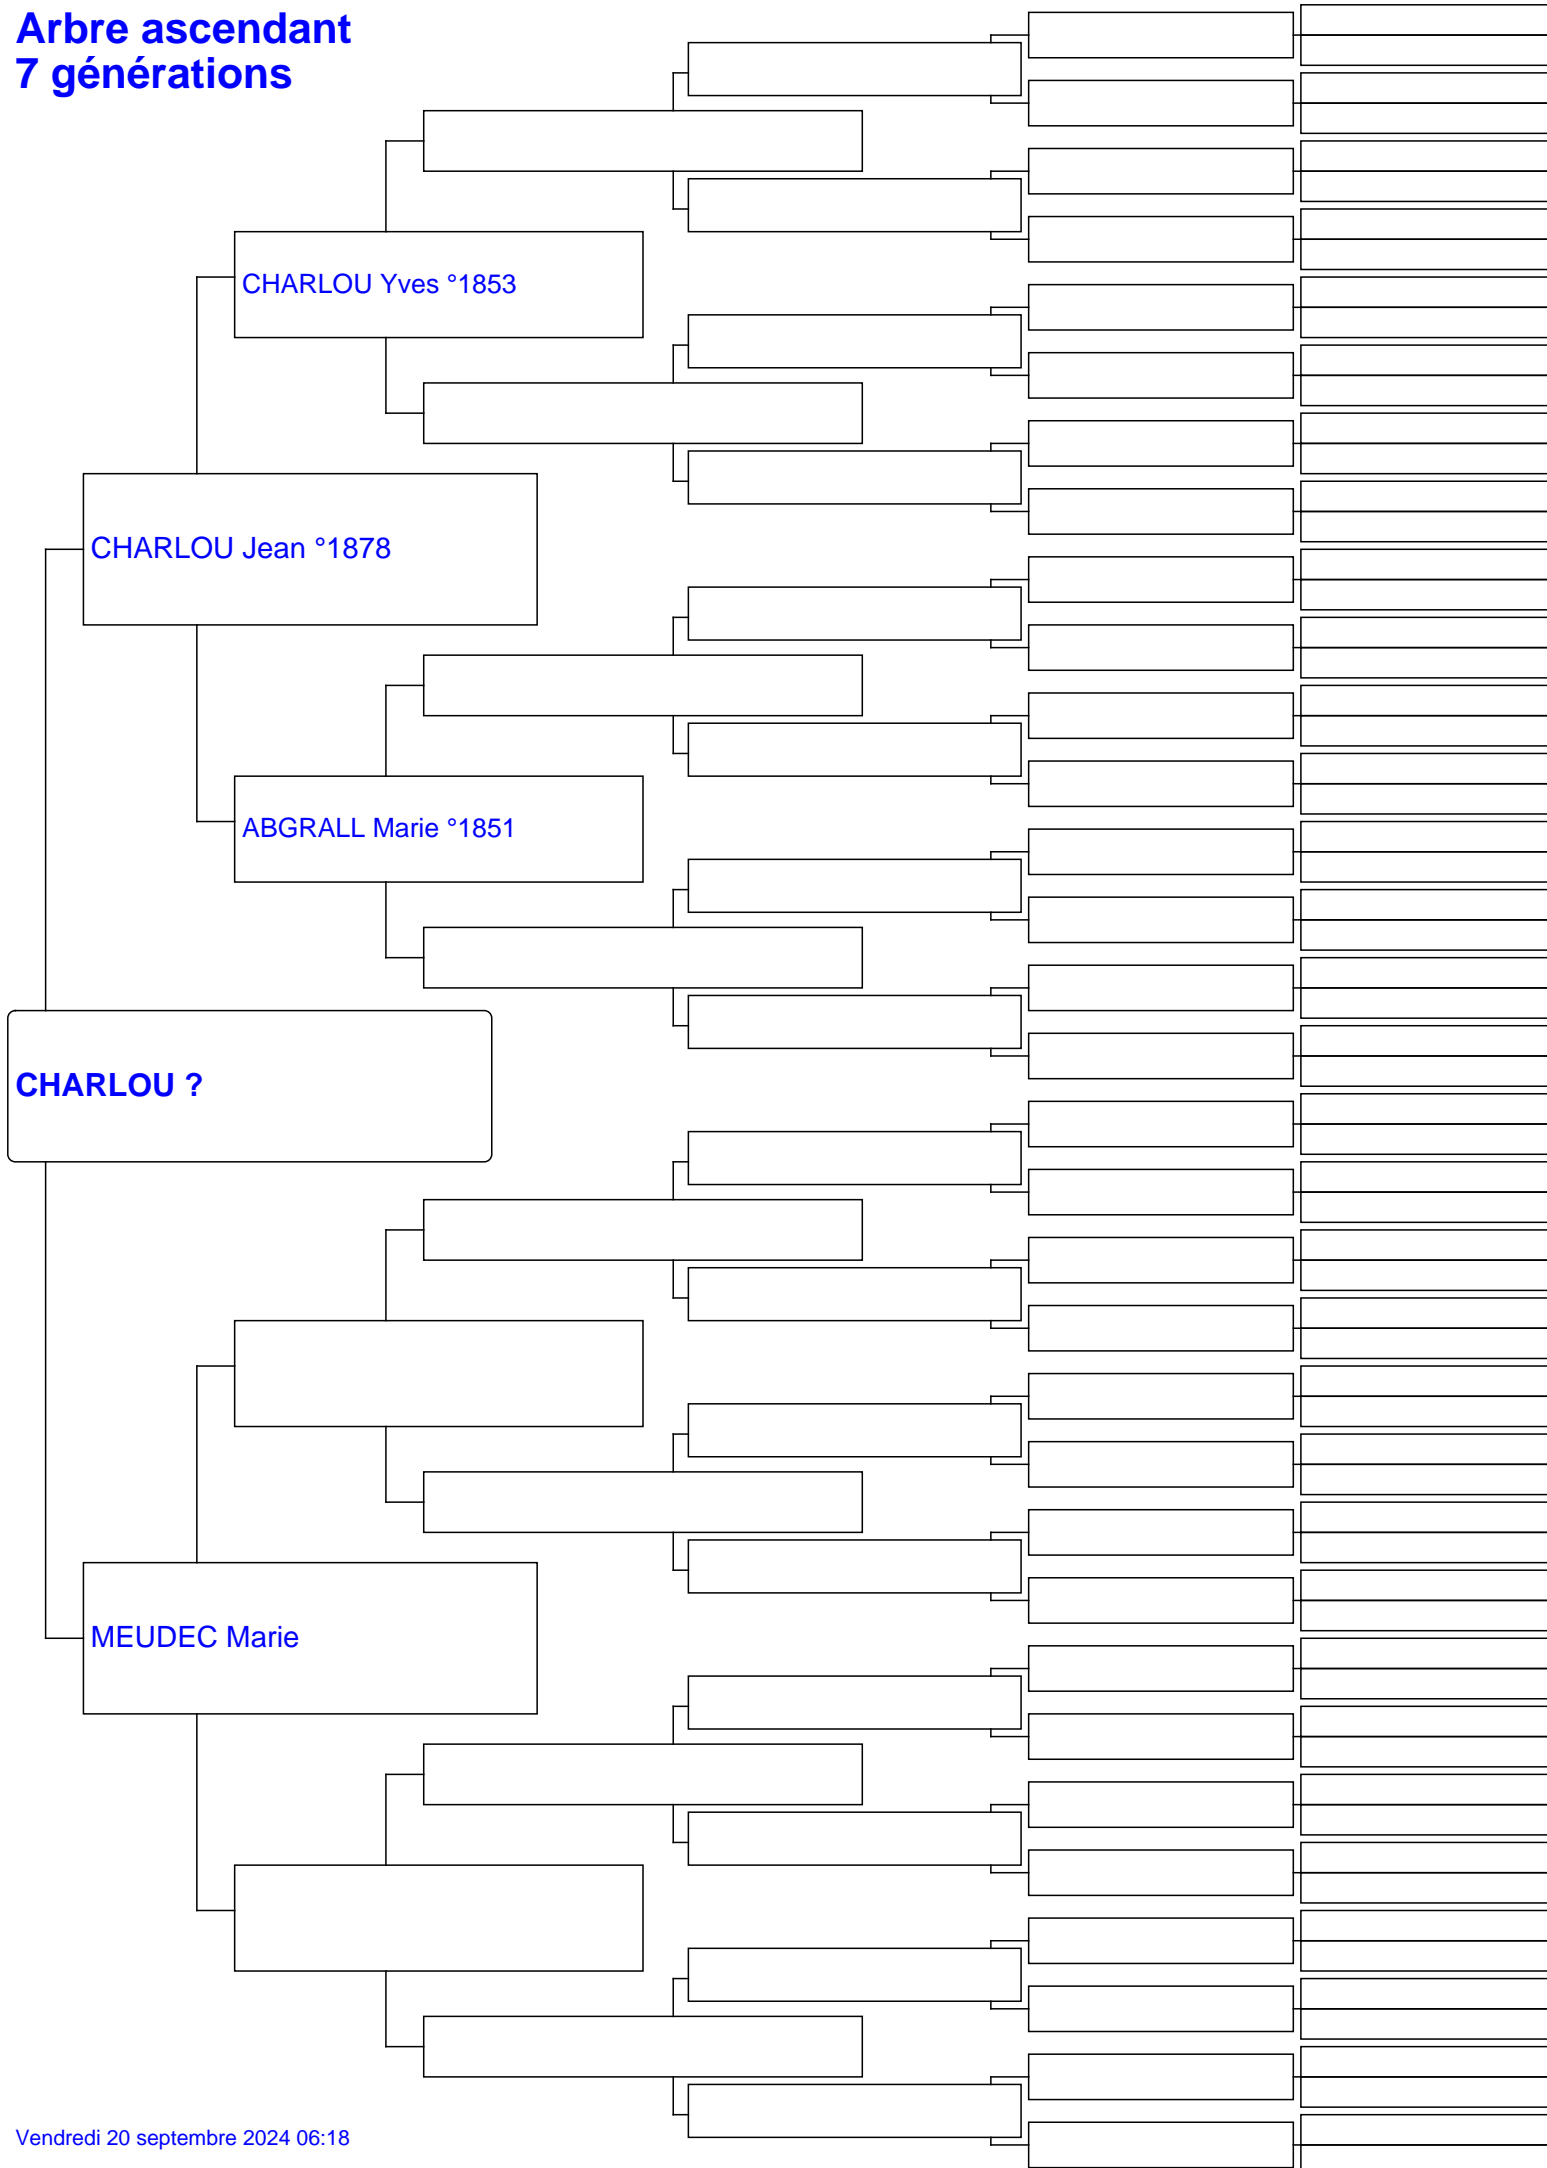 Arbre ascendant
7 générations
CHARLOU Yves °1853
CHARLOU Jean °1878
ABGRALL Marie °1851
CHARLOU ?
MEUDEC Marie
Vendredi 20 septembre 2024 06:18